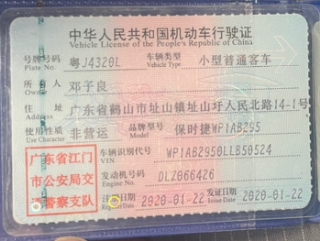 中华人民共和国机动车行驶证
Vehicle License of the People's Republic of China
号牌号码 粤J4320L 车辆类型 小型普通客车
Plate No. Vehicle Type
所有人 邓子良
Owner
住址 广东省鹤山市址山镇址山圩人民北路14-1号
Address
使用性质 非营运 品牌型号 保时捷WP1AB295
Use Character Model
车辆识别代号 WP1AB2950LLB50524
VIN
发动机号码 DLZ066426
Engine No.
注册日期 2020-01-22 发证日期 2020-01-22
Register Date Issue Date
广东省江门
市公安局交
通警察支队